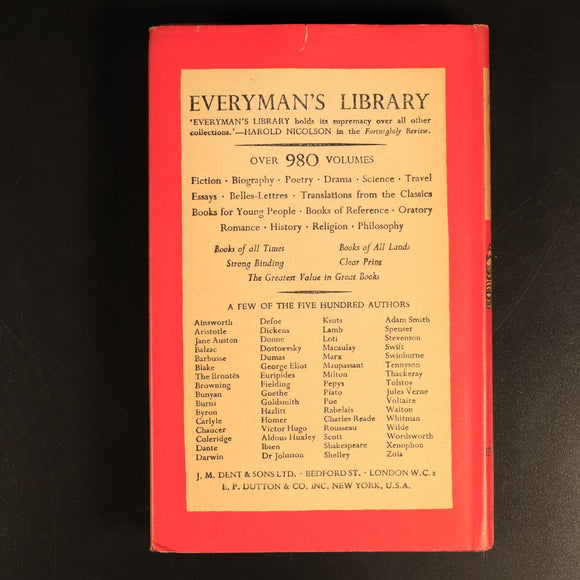 EVERYMAN'S LIBRARY
'EVERYMAN'S LIBRARY holds its supremacy over all other
collections.'—HAROLD NICOLSON in the Fortnightly Review.
OVER 980 VOLUMES
Fiction · Biography · Poetry · Drama · Science · Travel
Essays · Belles-Lettres · Translations from the Classics
Books for Young People · Books of Reference · Oratory
Romance · History · Religion · Philosophy
Books of all Times Books of All Lands
Strong Binding Clear Print
The Greatest Value in Great Books
A FEW OF THE FIVE HUNDRED AUTHORS
Ainsworth Defoe Keats Adam Smith
Aristotle Dickens Lamb Spenser
Jane Austen Donne Loti Stevenson
Balzac Dostoevsky Macaulay Swift
Barbusse Dumas Marx Swinburne
Blake George Eliot Maupassant Tennyson
The Brontës Euripides Milton Thackeray
Browning Fielding Pepys Tolstoy
Bunyan Goethe Plato Jules Verne
Burns Goldsmith Poe Voltaire
Byron Hazlitt Rabelais Walton
Carlyle Homer Charles Reade Whitman
Chaucer Victor Hugo Rousseau Wilde
Coleridge Aldous Huxley Scott Wordsworth
Dante Ibsen Shakespeare Xenophon
Darwin Dr Johnson Shelley Zola
J. M. DENT & SONS LTD. · BEDFORD ST. · LONDON W.C.2
E. P. DUTTON & CO. INC. NEW YORK, U.S.A.